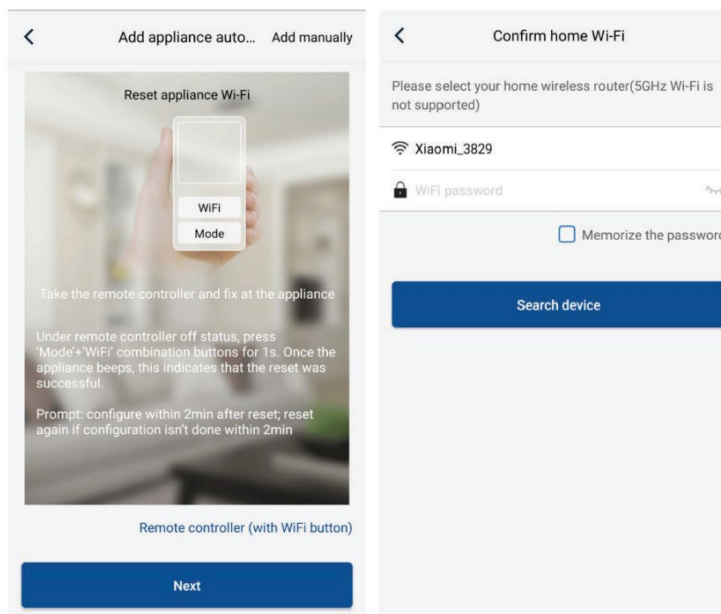 Add appliance auto... Add manually
Reset appliance Wi-Fi
WiFi
Mode
Take the remote controller and fix at the appliance
Under remote controller off status, press
'Mode'+'WiFi' combination buttons for 1s. Once the
appliance beeps, this indicates that the reset was
successful.
Prompt: configure within 2min after reset; reset
again if configuration isn't done within 2min
Remote controller (with WiFi button)
Next
Confirm home Wi-Fi
Please select your home wireless router(5GHz Wi-Fi is
not supported)
Xiaomi_3829
WiFi password
Memorize the password
Search device